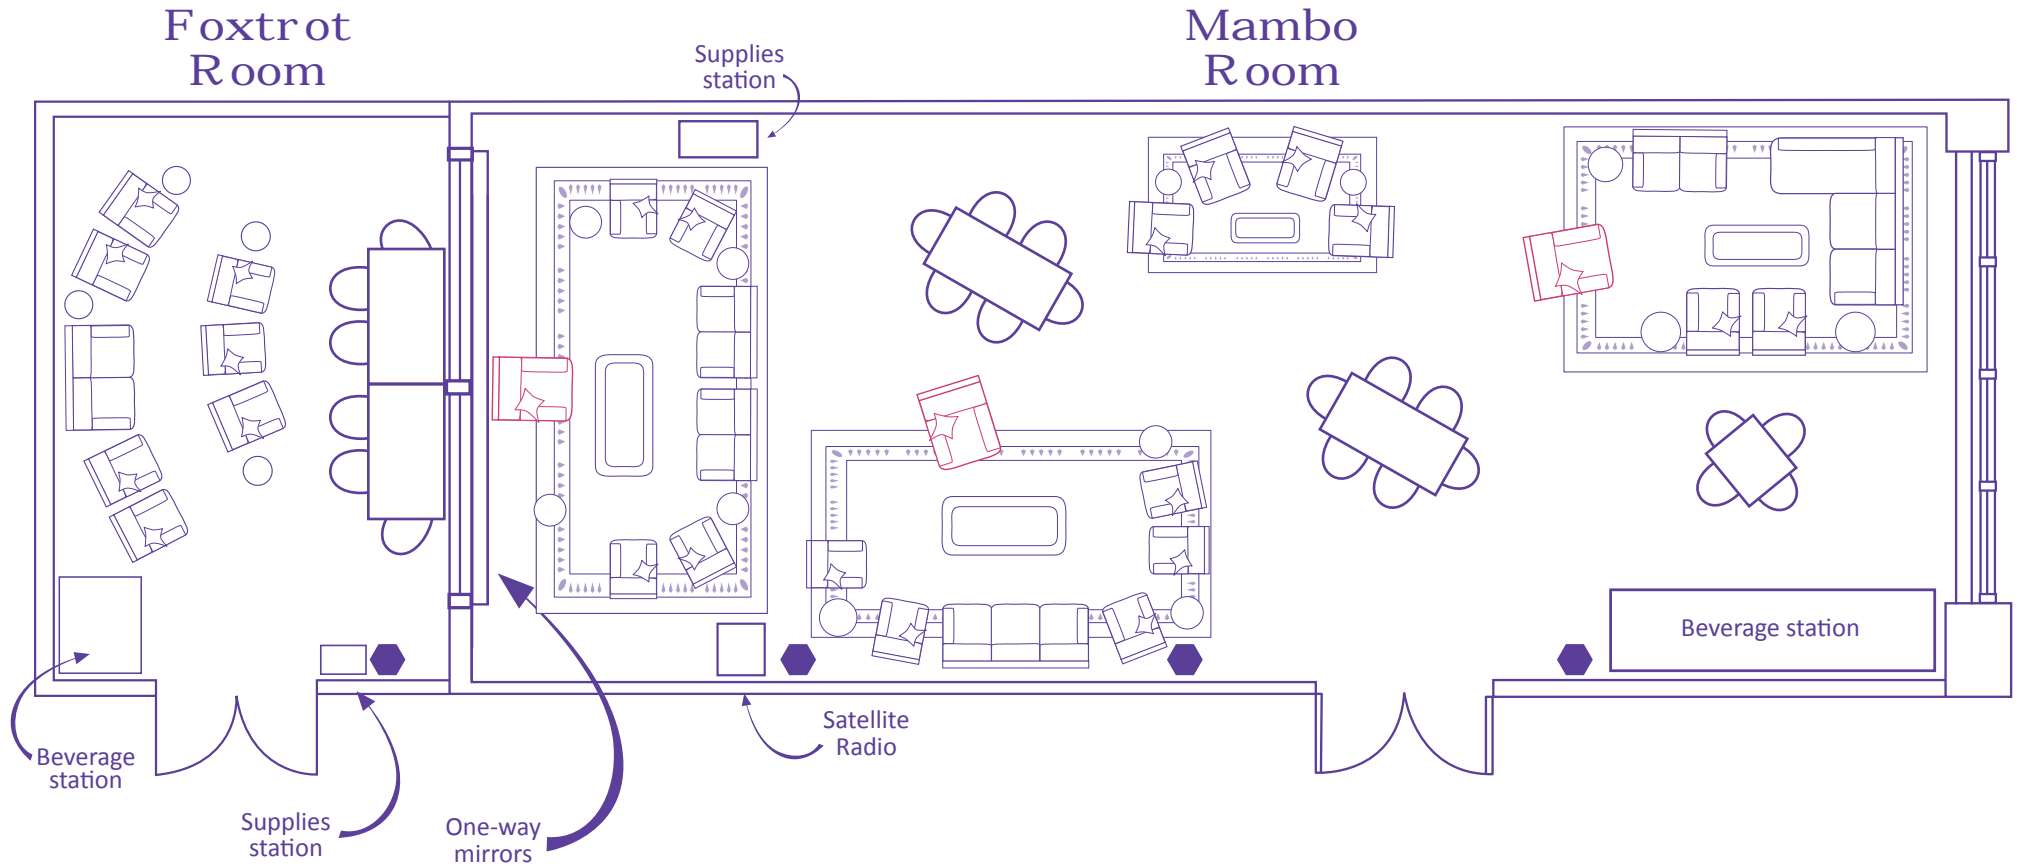 Foxtrot
Room
Mambo
Room
Supplies
station
Beverage station
Satellite
Radio
Beverage
station
Supplies
station
One-way
mirrors